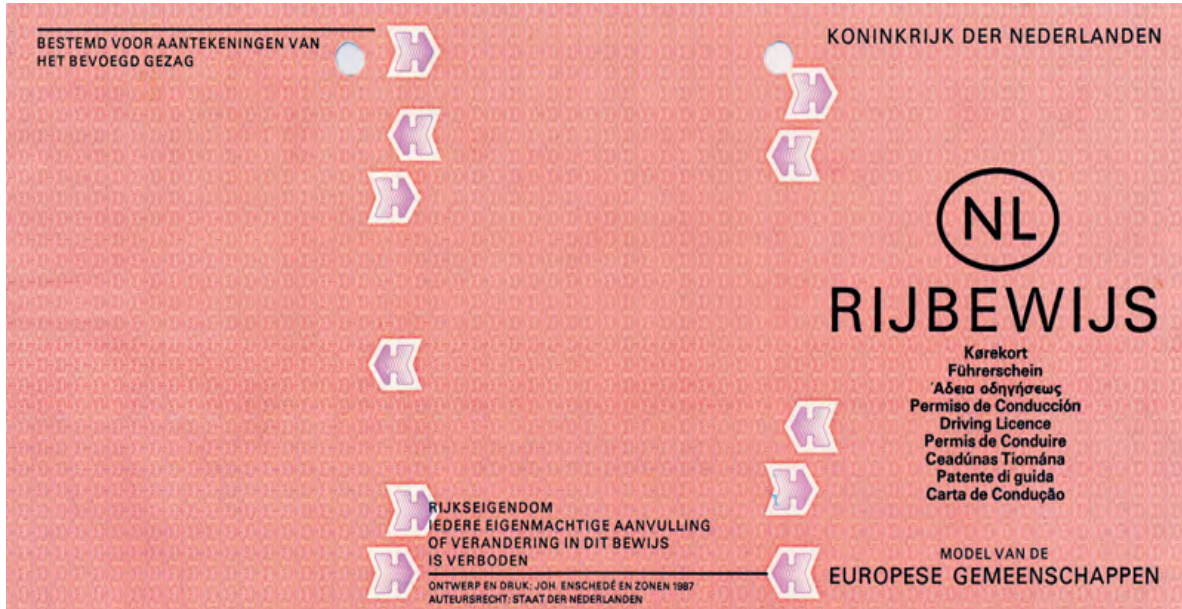 BESTEMD VOOR AANTEKENINGEN VAN
HET BEVOEGD GEZAG
RIJKSEIGENDOM
IEDERE EIGENMACHTIGE AANVULLING
OF VERANDERING IN DIT BEWIJS
IS VERBODEN
ONTWERP EN DRUK: JOH. ENSCHEDÉ EN ZONEN 1987
AUTEURSRECHT: STAAT DER NEDERLANDEN
KONINKRIJK DER NEDERLANDEN
NL
RIJBEWIJS
Kørekort
Führerschein
Άδεια οδηγήσεως
Permiso de Conducción
Driving Licence
Permis de Conduire
Ceadúnas Tiomána
Patente di guida
Carta de Condução
MODEL VAN DE
EUROPESE GEMEENSCHAPPEN